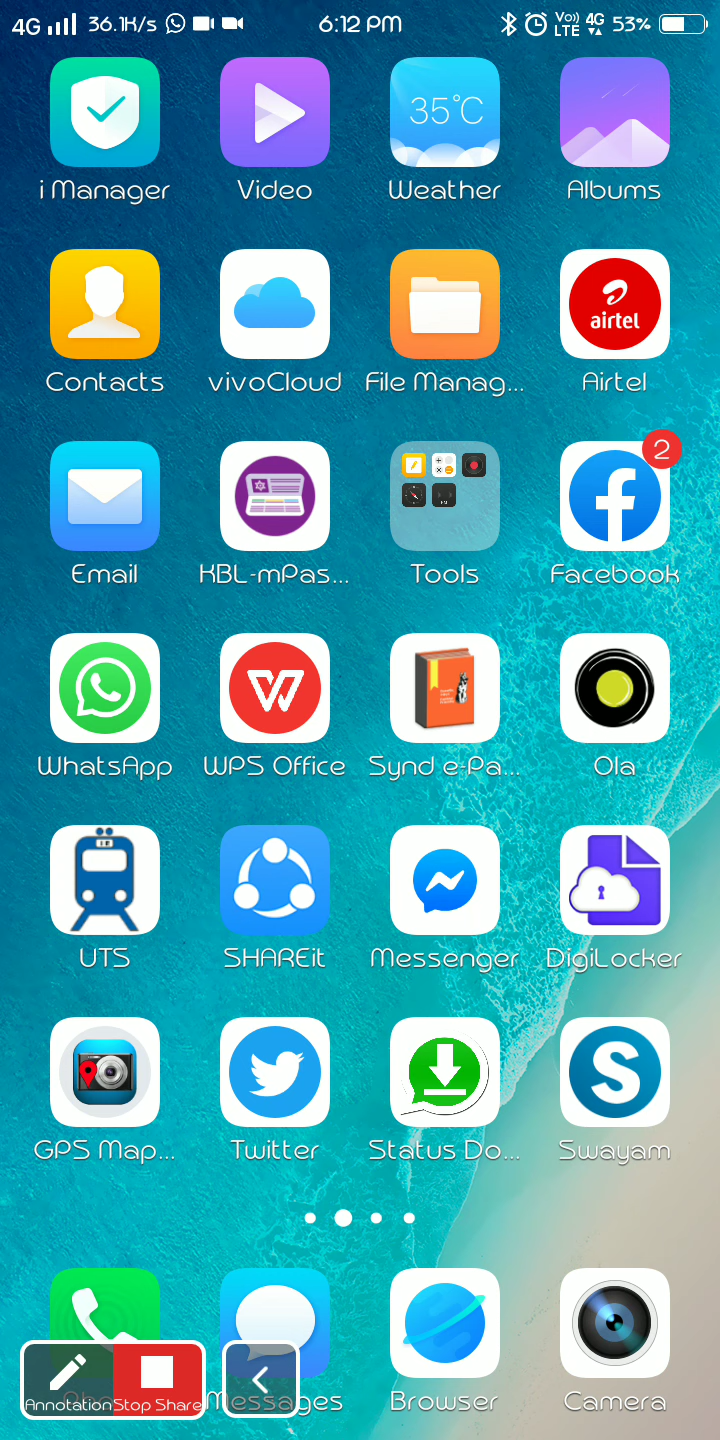 4G 36.1K/s 6:12 PM Vo)) LTE 4G 53%
35°C
i Manager Video Weather Albums
airtel
Contacts vivoCloud File Manag... Airtel
2
Email KBL-mPas... Tools Facebook
WhatsApp WPS Office Synd e-Pa... Ola
UTS SHAREit Messenger DigiLocker
S
GPS Map... Twitter Status Do... Swayam
Annotation Stop Share Messages Browser Camera